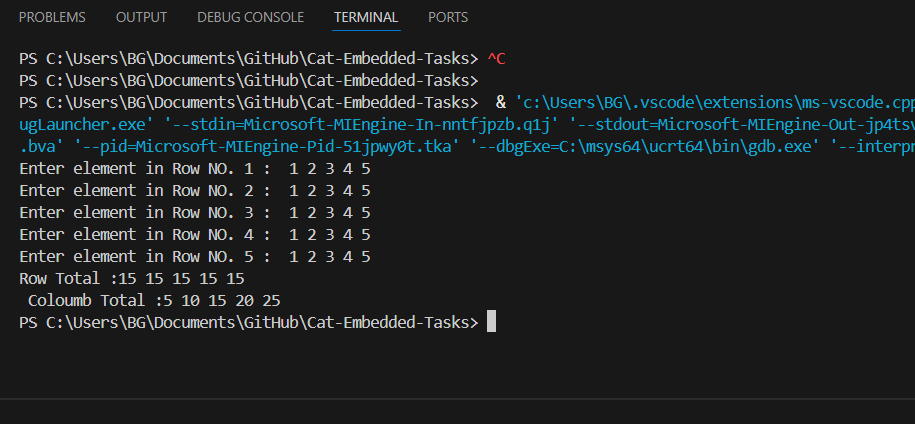 PROBLEMS OUTPUT DEBUG CONSOLE TERMINAL PORTS
PS C:\Users\BG\Documents\GitHub\Cat-Embedded-Tasks> ^C
PS C:\Users\BG\Documents\GitHub\Cat-Embedded-Tasks>
PS C:\Users\BG\Documents\GitHub\Cat-Embedded-Tasks>  & 'c:\Users\BG\.vscode\extensions\ms-vscode.cpp
ugLauncher.exe' '--stdin=Microsoft-MIEngine-In-nntfjpzb.q1j' '--stdout=Microsoft-MIEngine-Out-jp4tsv
.bva' '--pid=Microsoft-MIEngine-Pid-51jpwy0t.tka' '--dbgExe=C:\msys64\ucrt64\bin\gdb.exe' '--interpr
Enter element in Row NO. 1 :  1 2 3 4 5
Enter element in Row NO. 2 :  1 2 3 4 5
Enter element in Row NO. 3 :  1 2 3 4 5
Enter element in Row NO. 4 :  1 2 3 4 5
Enter element in Row NO. 5 :  1 2 3 4 5
Row Total :15 15 15 15 15
 Coloumb Total :5 10 15 20 25
PS C:\Users\BG\Documents\GitHub\Cat-Embedded-Tasks>